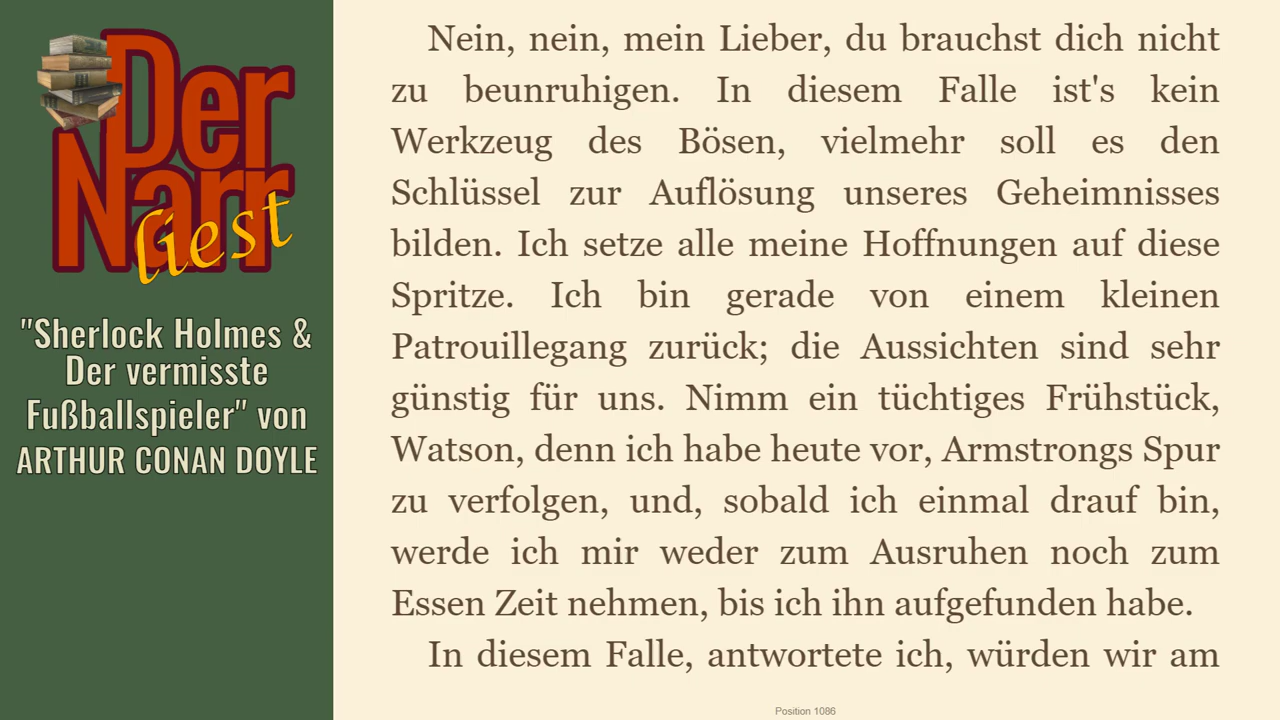 Der
Narr
liest
"Sherlock Holmes &
Der vermisste
Fußballspieler" von
ARTHUR CONAN DOYLE
Nein, nein, mein Lieber, du brauchst dich nicht
zu beunruhigen. In diesem Falle ist's kein
Werkzeug des Bösen, vielmehr soll es den
Schlüssel zur Auflösung unseres Geheimnisses
bilden. Ich setze alle meine Hoffnungen auf diese
Spritze. Ich bin gerade von einem kleinen
Patrouillegang zurück; die Aussichten sind sehr
günstig für uns. Nimm ein tüchtiges Frühstück,
Watson, denn ich habe heute vor, Armstrongs Spur
zu verfolgen, und, sobald ich einmal drauf bin,
werde ich mir weder zum Ausruhen noch zum
Essen Zeit nehmen, bis ich ihn aufgefunden habe.
In diesem Falle, antwortete ich, würden wir am
Position 1086